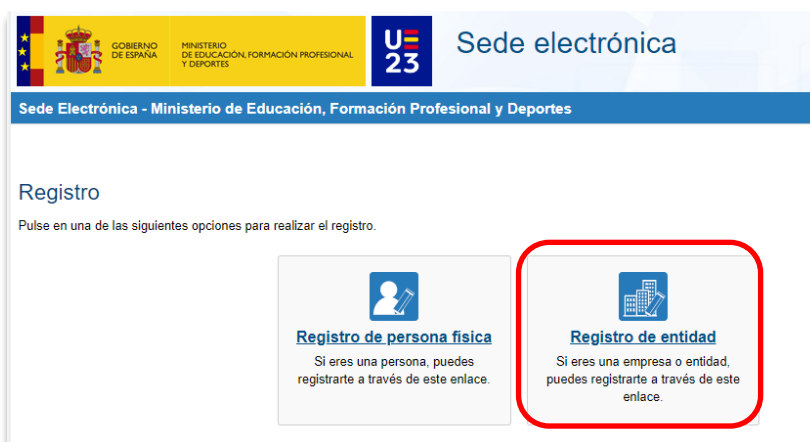 GOBIERNO
DE ESPAÑA
MINISTERIO
DE EDUCACIÓN, FORMACIÓN PROFESIONAL
Y DEPORTES
UE
23
Sede electrónica
Sede Electrónica - Ministerio de Educación, Formación Profesional y Deportes
Registro
Pulse en una de las siguientes opciones para realizar el registro.
Registro de persona física
Si eres una persona, puedes
registrarte a través de este enlace.
Registro de entidad
Si eres una empresa o entidad,
puedes registrarte a través de este
enlace.